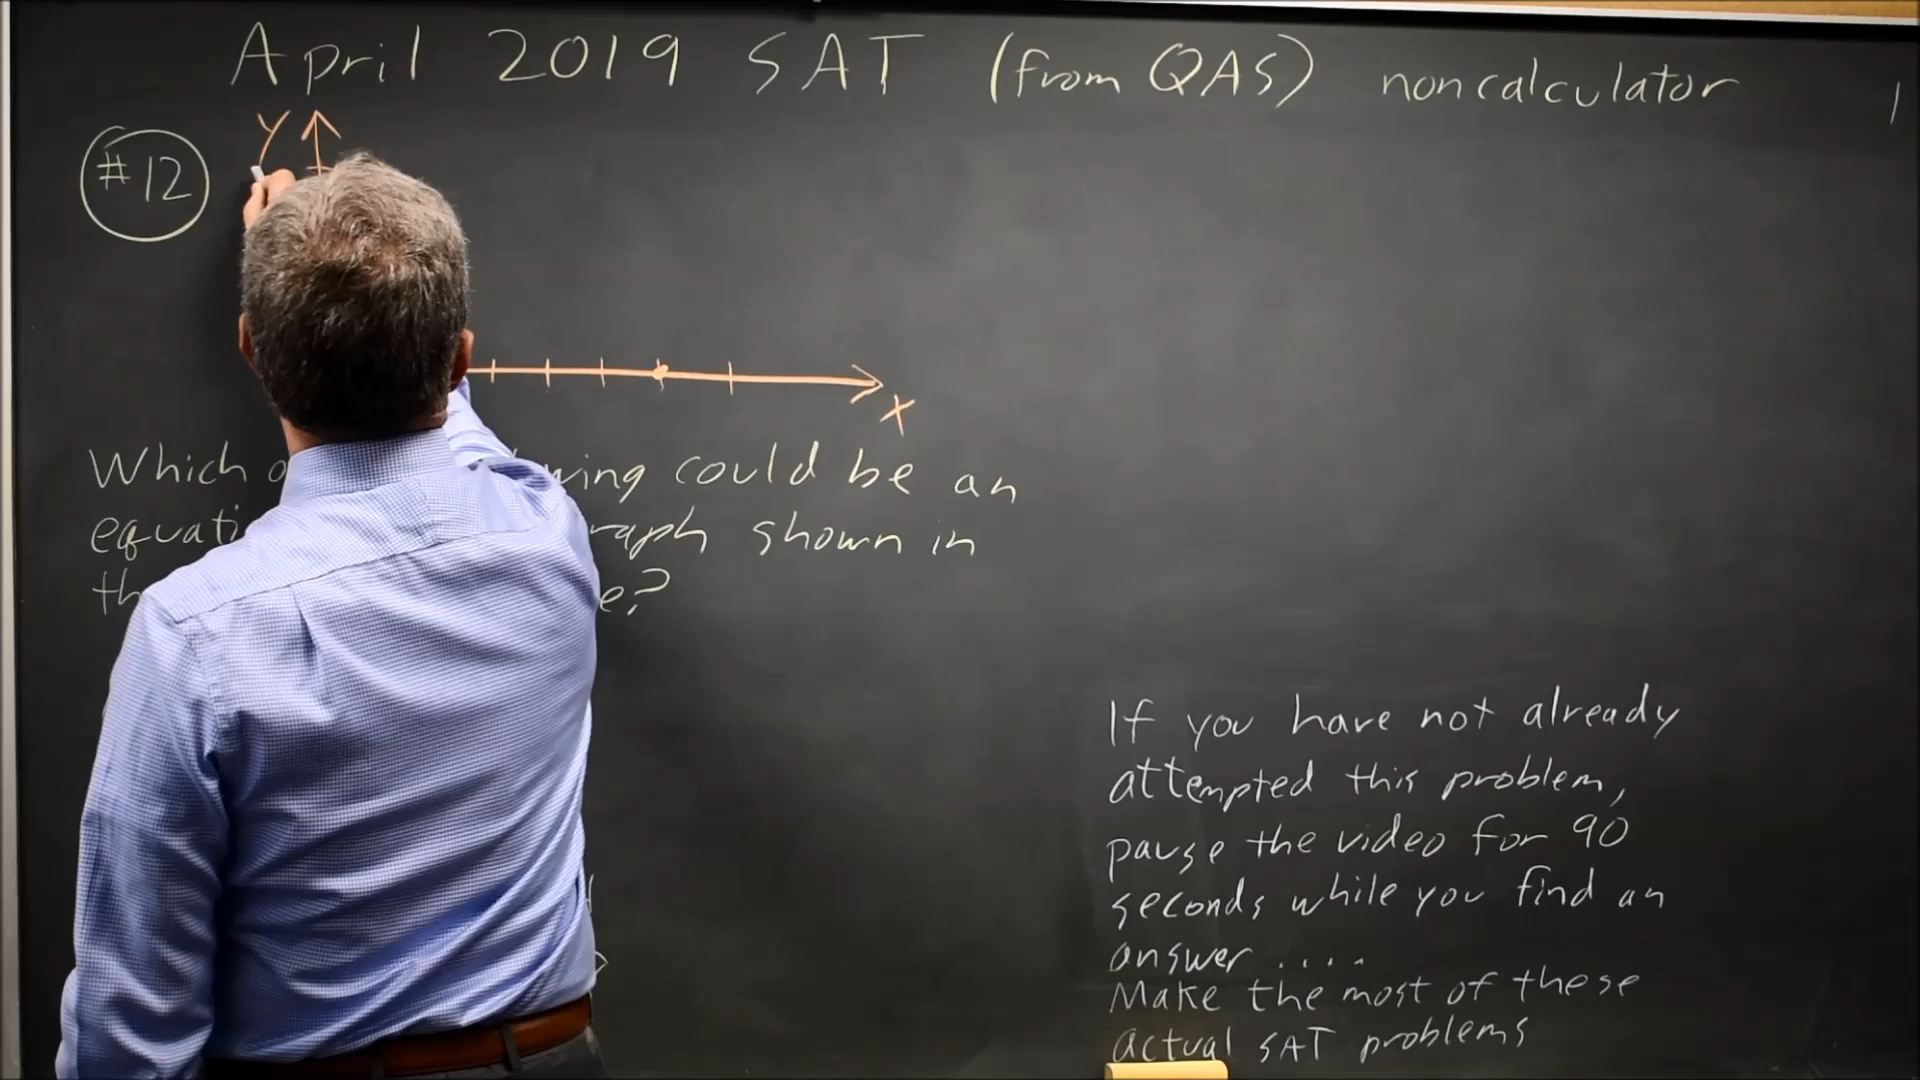 April 2019 SAT (from QAS) noncalculator 1
#12
Y
X
Which could be an
shown in
If you have not already
attempted this problem,
pause the video for 90
seconds while you find an
answer ....
Make the most of these
actual SAT problems